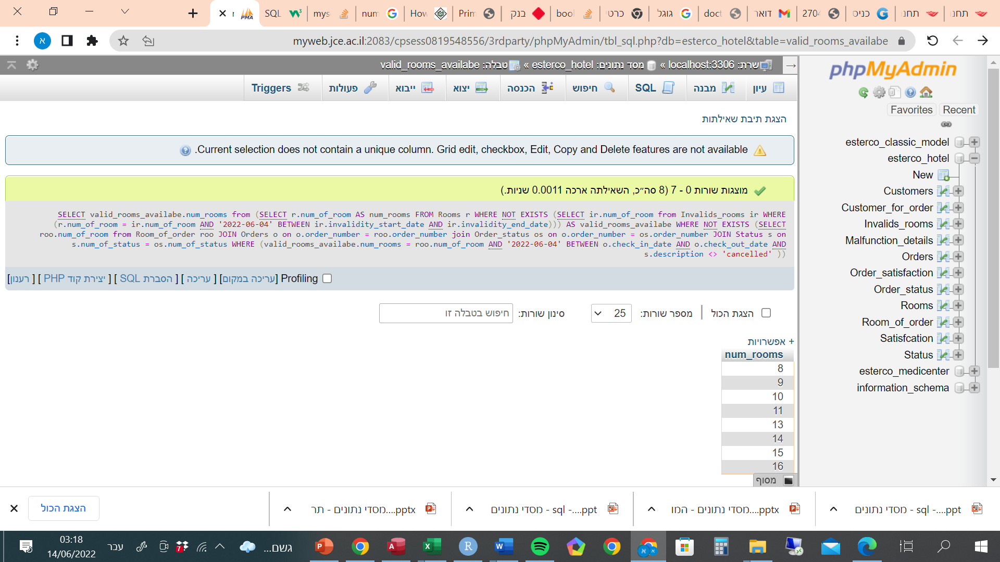 SQL
mys
num
How
Prim
בנק
bool
כרטי
גוגל
doct
דואר
270
כניס
תחנו
תחנו
א
myweb.jce.ac.il:2083/cpsess0819548556/3rdparty/phpMyAdmin/tbl_sql.php?db=esterco_hotel&table=valid_rooms_availabe
שרת: localhost:3306 » מסד נתונים: esterco_hotel » טבלה: valid_rooms_availabe
עיון
מבנה
SQL
חיפוש
הכנסה
יצוא
ייבוא
פעולות
Triggers
הצגת תיבת שאילתות
Current selection does not contain a unique column. Grid edit, checkbox, Edit, Copy and Delete features are not available.
מוצגות שורות 0 - 7 (8 סה״כ, השאילתה ארכה 0.0011 שניות.)
SELECT valid_rooms_availabe.num_rooms from (SELECT r.num_of_room AS num_rooms FROM Rooms r WHERE NOT EXISTS (SELECT ir.num_of_room from Invalids_rooms ir WHERE
(r.num_of_room = ir.num_of_room AND '2022-06-04' BETWEEN ir.invalidity_start_date AND ir.invalidity_end_date))) AS valid_rooms_availabe WHERE NOT EXISTS (SELECT
roo.num_of_room from Room_of_order roo JOIN Orders o on o.order_number = roo.order_number join Order_status os on o.order_number = os.order_number JOIN Status s on
s.num_of_status = os.num_of_status WHERE (valid_rooms_availabe.num_rooms = roo.num_of_room AND '2022-06-04' BETWEEN o.check_in_date AND o.check_out_date AND
s.description <> 'cancelled' ))
Profiling [עריכה במקום] [ עריכה ] [ הסברת SQL ] [ יצירת קוד PHP ] [ רענון]
הצגת הכול | מספר שורות: 25 סינון שורות: חיפוש בטבלה זו
+ אפשרויות
num_rooms
8
9
10
11
13
14
15
16
מסוף
phpMyAdmin
Recent Favorites
esterco_classic_model
esterco_hotel
New
Customers
Customer_for_order
Invalids_rooms
Malfunction_details
Orders
Order_satisfaction
Order_status
Rooms
Room_of_order
Satisfcation
Status
esterco_medicenter
information_schema
מסדי נתונים - sql -....ppt
מסדי נתונים - המו....pptx
מסדי נתונים - sql -....ppt
מסדי נתונים - תר....pptx
הצגת הכול
גשם...
עבר
03:18
14/06/2022